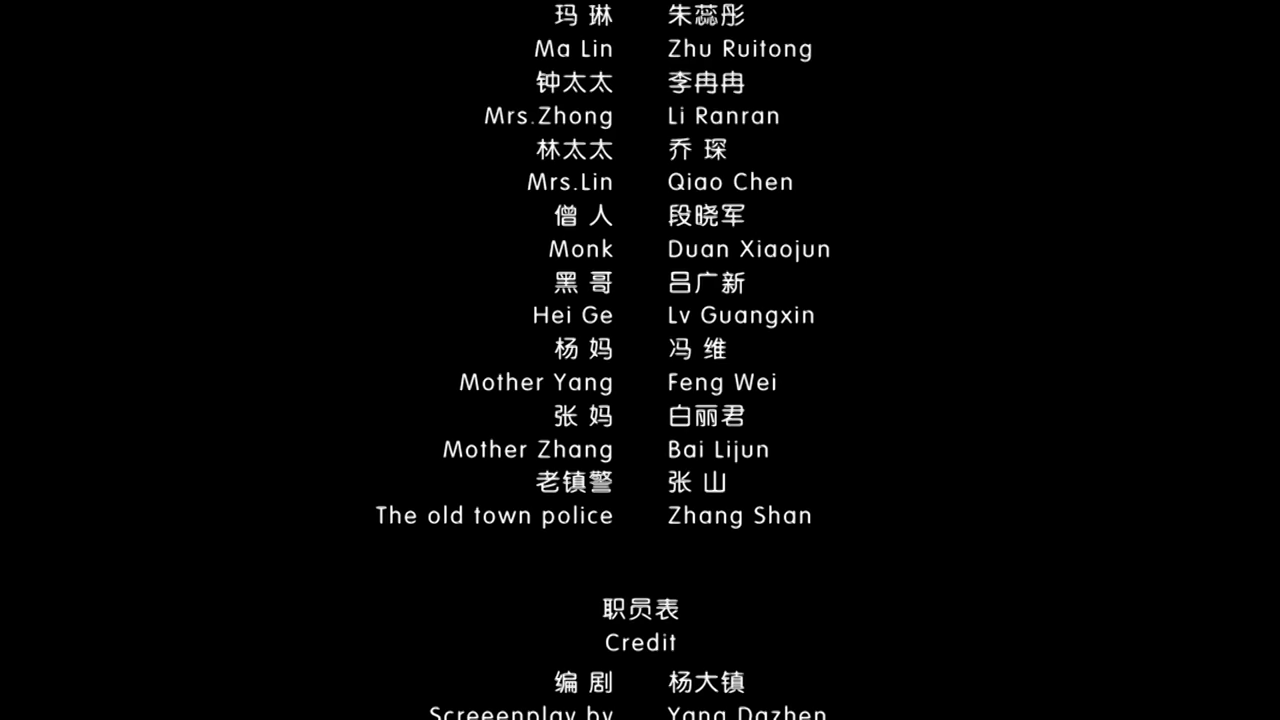 玛 琳 朱蕊彤
Ma Lin Zhu Ruitong
钟太太 李冉冉
Mrs.Zhong Li Ranran
林太太 乔 琛
Mrs.Lin Qiao Chen
僧 人 段晓军
Monk Duan Xiaojun
黑 哥 吕广新
Hei Ge Lv Guangxin
杨 妈 冯 维
Mother Yang Feng Wei
张 妈 白丽君
Mother Zhang Bai Lijun
老镇警 张 山
The old town police Zhang Shan
职员表
Credit
编 剧 杨大镇
Screeenplay by Yang Dazhen